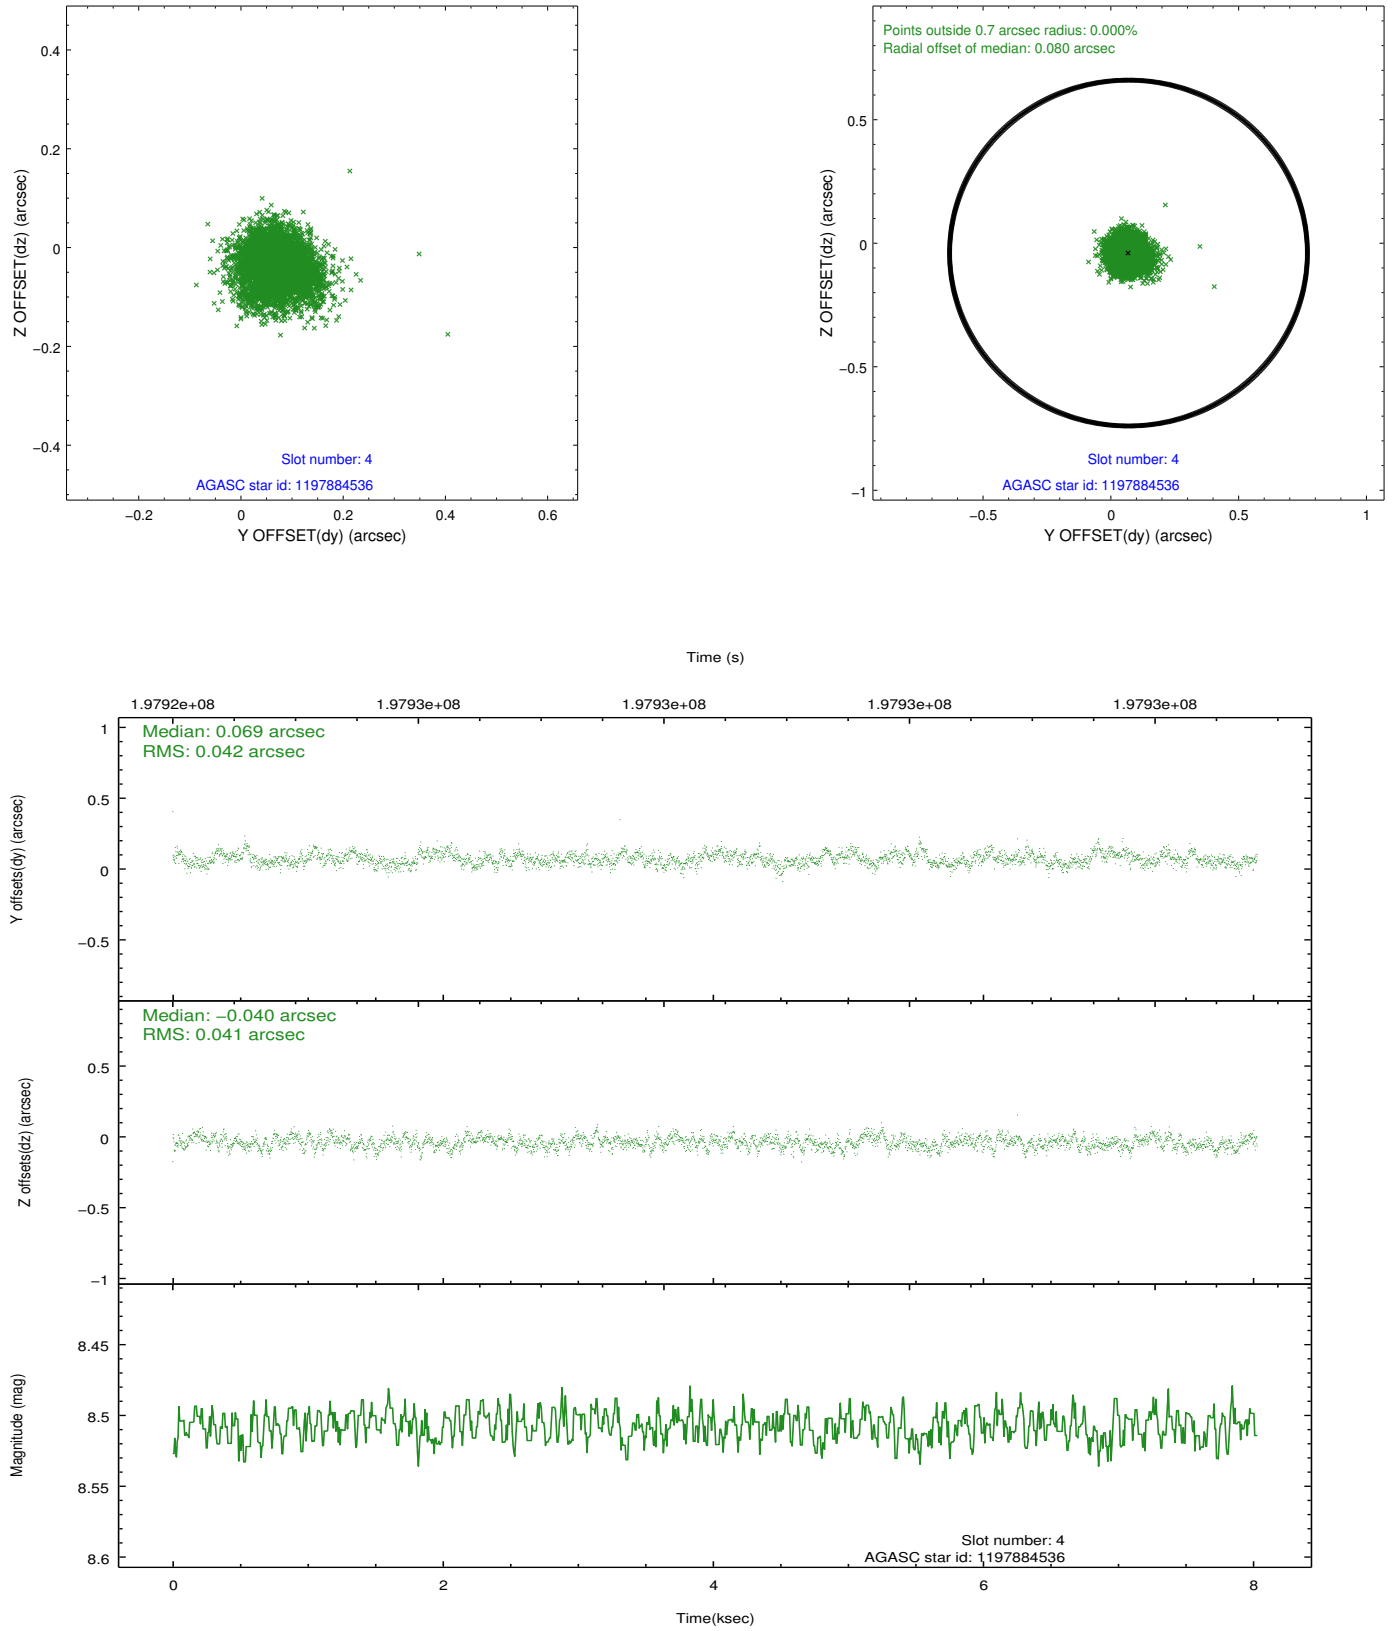 0.4
0.2
0
−0.2
−0.4
Z OFFSET(dz) (arcsec)
Slot number: 4
AGASC star id: 1197884536
−0.2 0 0.2 0.4 0.6
Y OFFSET(dy) (arcsec)
Points outside 0.7 arcsec radius: 0.000%
Radial offset of median: 0.080 arcsec
0.5
0
−0.5
−1
Z OFFSET(dz) (arcsec)
Slot number: 4
AGASC star id: 1197884536
−0.5 0 0.5 1
Y OFFSET(dy) (arcsec)
Time (s)
1.9792e+08 1.9793e+08 1.9793e+08 1.9793e+08 1.9793e+08
Median: 0.069 arcsec
RMS: 0.042 arcsec
1
0.5
0
−0.5
Y offsets(dy) (arcsec)
Median: −0.040 arcsec
RMS: 0.041 arcsec
0.5
0
−0.5
−1
Z offsets(dz) (arcsec)
8.45
8.5
8.55
8.6
Magnitude (mag)
Slot number: 4
AGASC star id: 1197884536
0 2 4 6 8
Time(ksec)